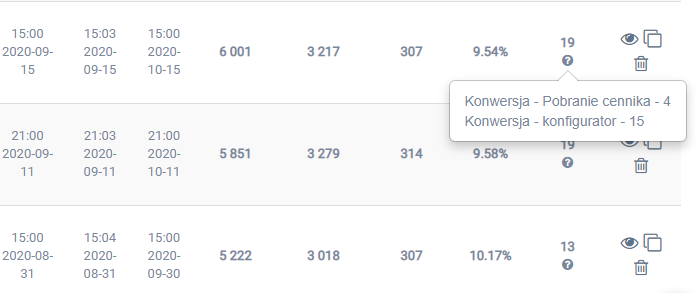 15:00 15:03 15:00
2020-09- 2020- 2020-
15 09-15 10-15
6 001 3 217 307 9.54% 19
?
Konwersja - Pobranie cennika - 4
Konwersja - konfigurator - 15
21:00 21:03 21:00
2020-09- 2020- 2020-
11 09-11 10-11
5 851 3 279 314 9.58% 19
?
15:00 15:04 15:00
2020-08- 2020- 2020-
31 08-31 09-30
5 222 3 018 307 10.17% 13
?